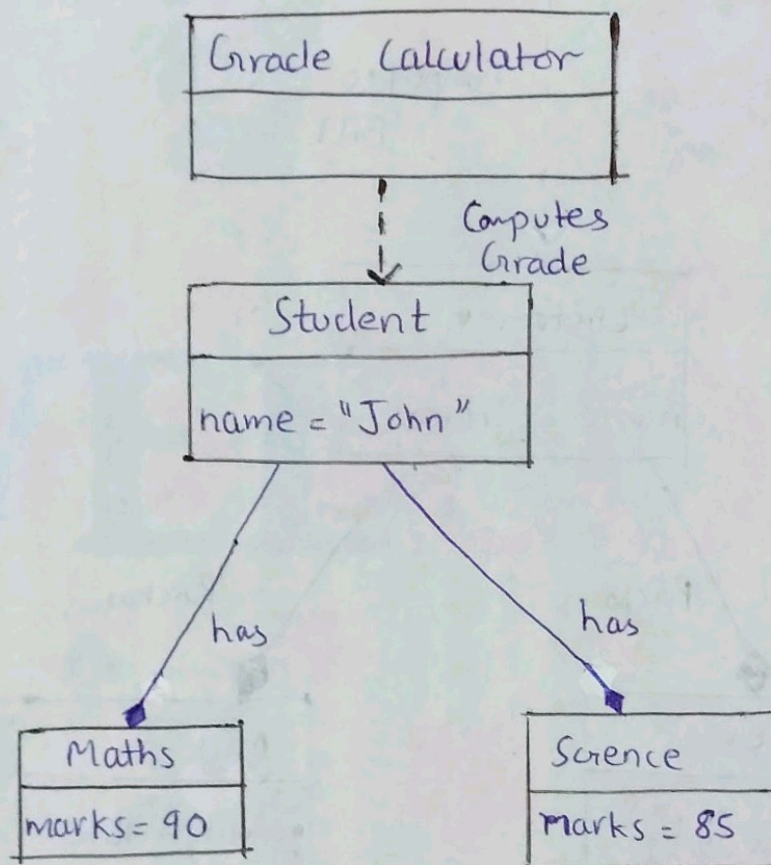 Grade Calculator
Computes
Grade
Student
name = "John"
has
has
Maths
Science
marks = 90
marks = 85